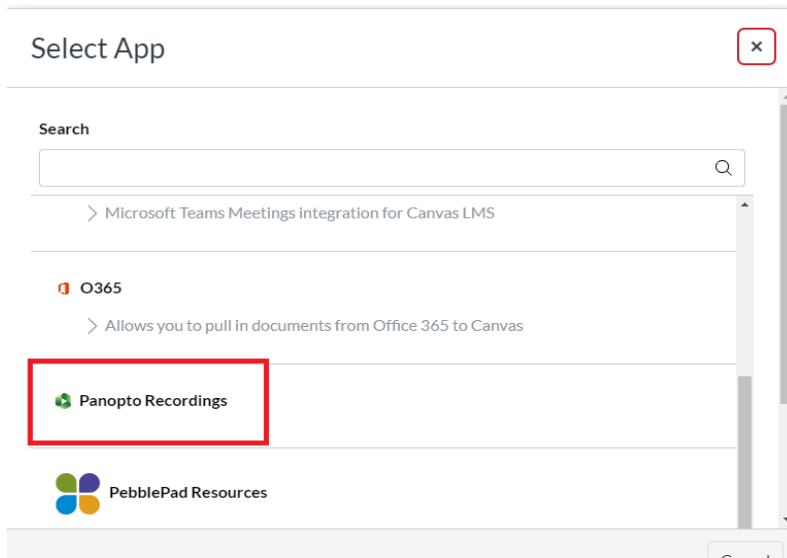 Select App
Search
Microsoft Teams Meetings integration for Canvas LMS
O365
Allows you to pull in documents from Office 365 to Canvas
Panopto Recordings
PebblePad Resources